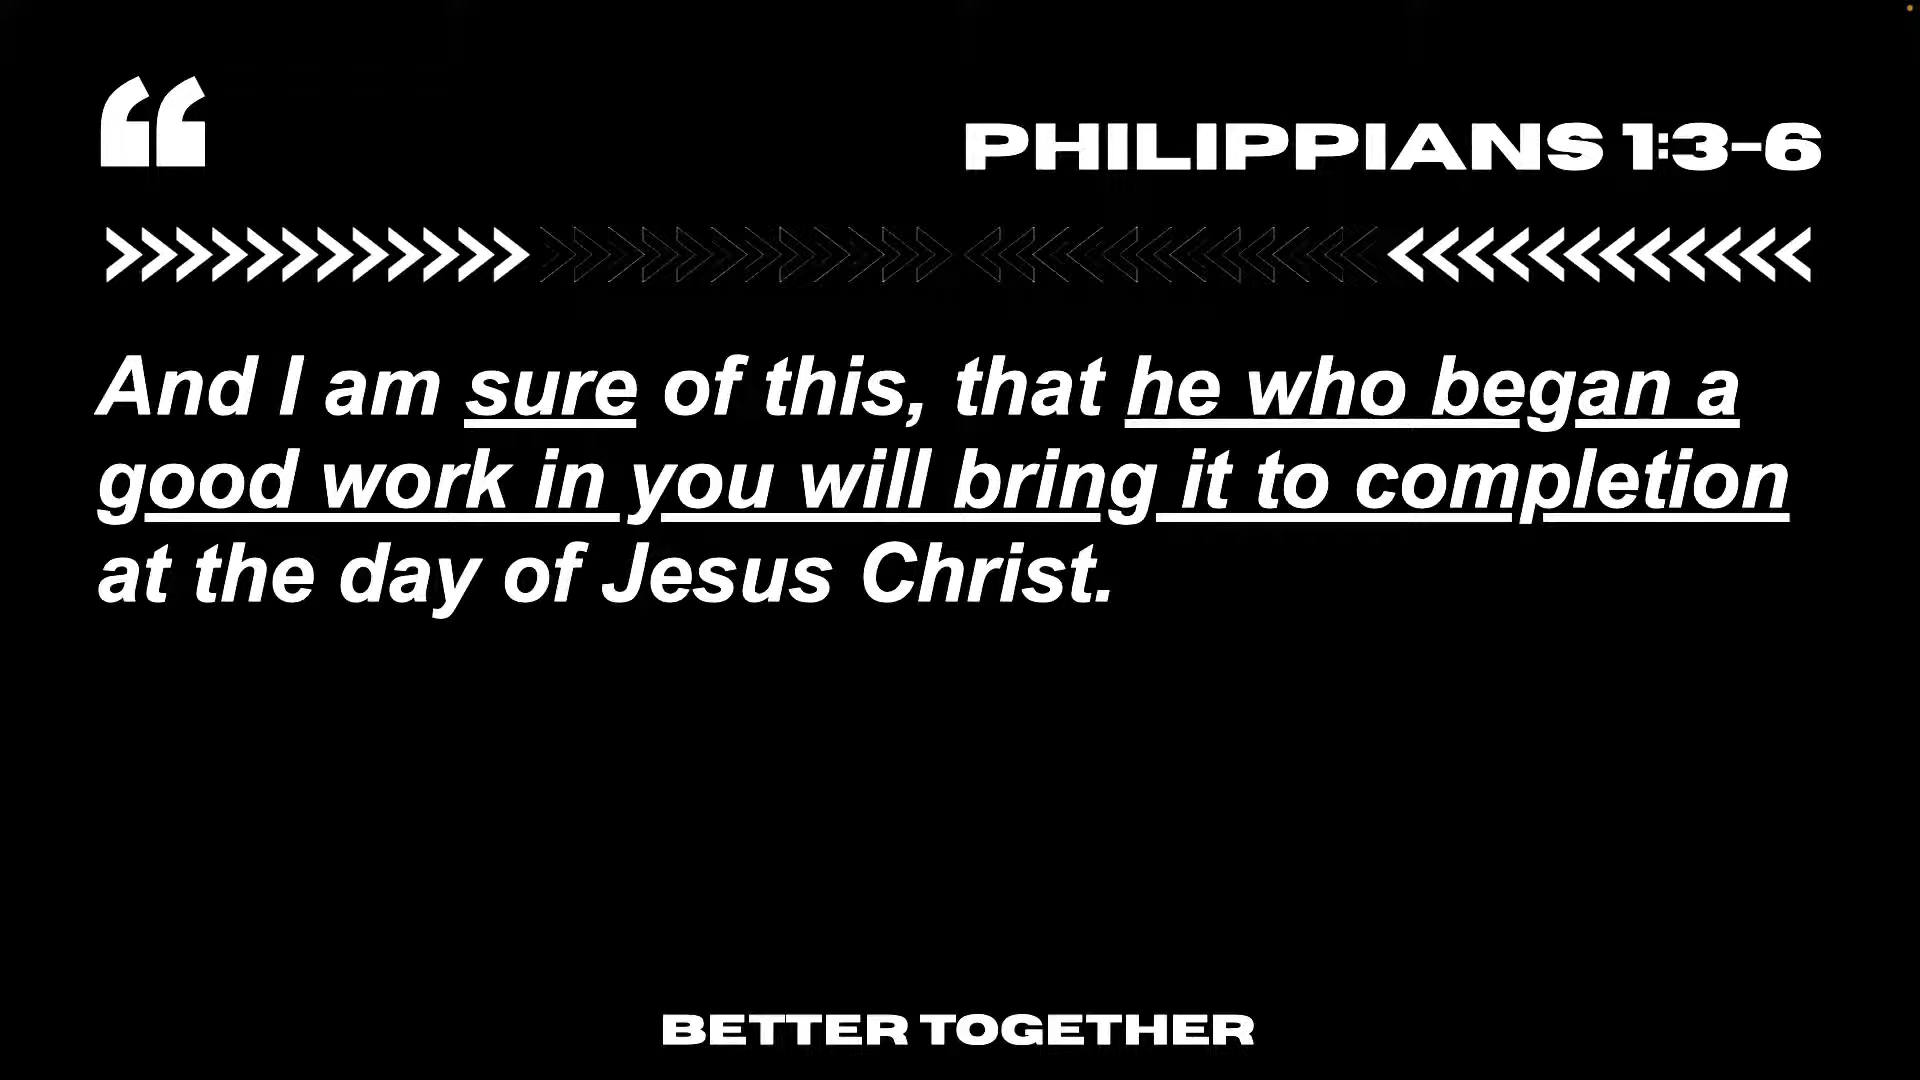 “
PHILIPPIANS 1:3-6
And I am sure of this, that he who began a
good work in you will bring it to completion
at the day of Jesus Christ.
BETTER TOGETHER